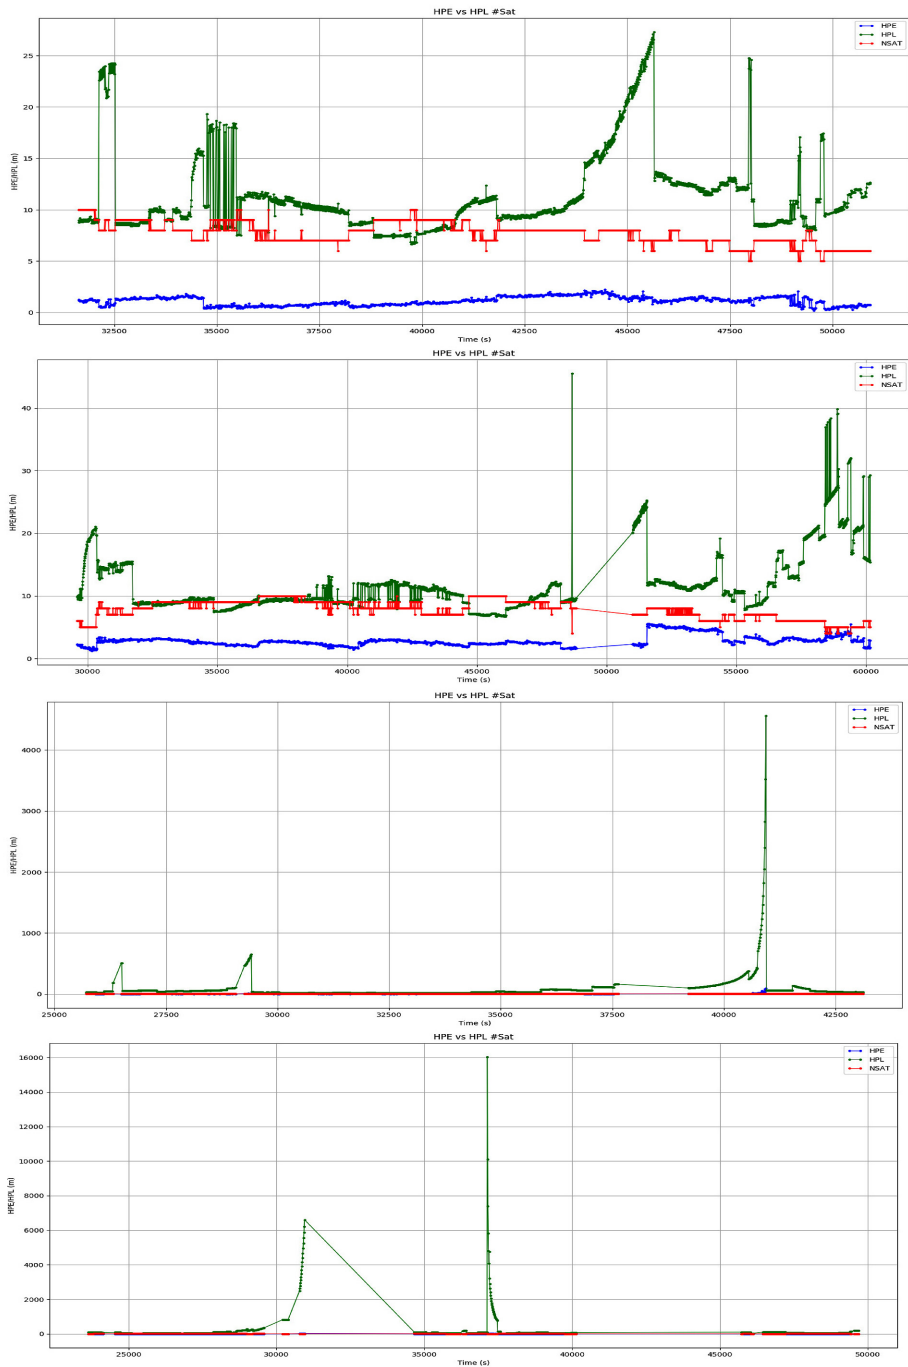 HPE vs HPL #Sat
HPE
HPL
NSAT
25
20
15
10
5
0
HPE/HPL (m)
32500 35000 37500 40000 42500 45000 47500 50000
Time (s)
HPE vs HPL #Sat
HPE
HPL
NSAT
40
30
20
10
0
HPE/HPL (m)
30000 35000 40000 45000 50000 55000 60000
Time (s)
HPE vs HPL #Sat
HPE
HPL
NSAT
4000
3000
2000
1000
0
HPE/HPL (m)
25000 27500 30000 32500 35000 37500 40000 42500
Time (s)
HPE vs HPL #Sat
HPE
HPL
NSAT
16000
14000
12000
10000
8000
6000
4000
2000
0
HPE/HPL (m)
25000 30000 35000 40000 45000 50000
Time (s)